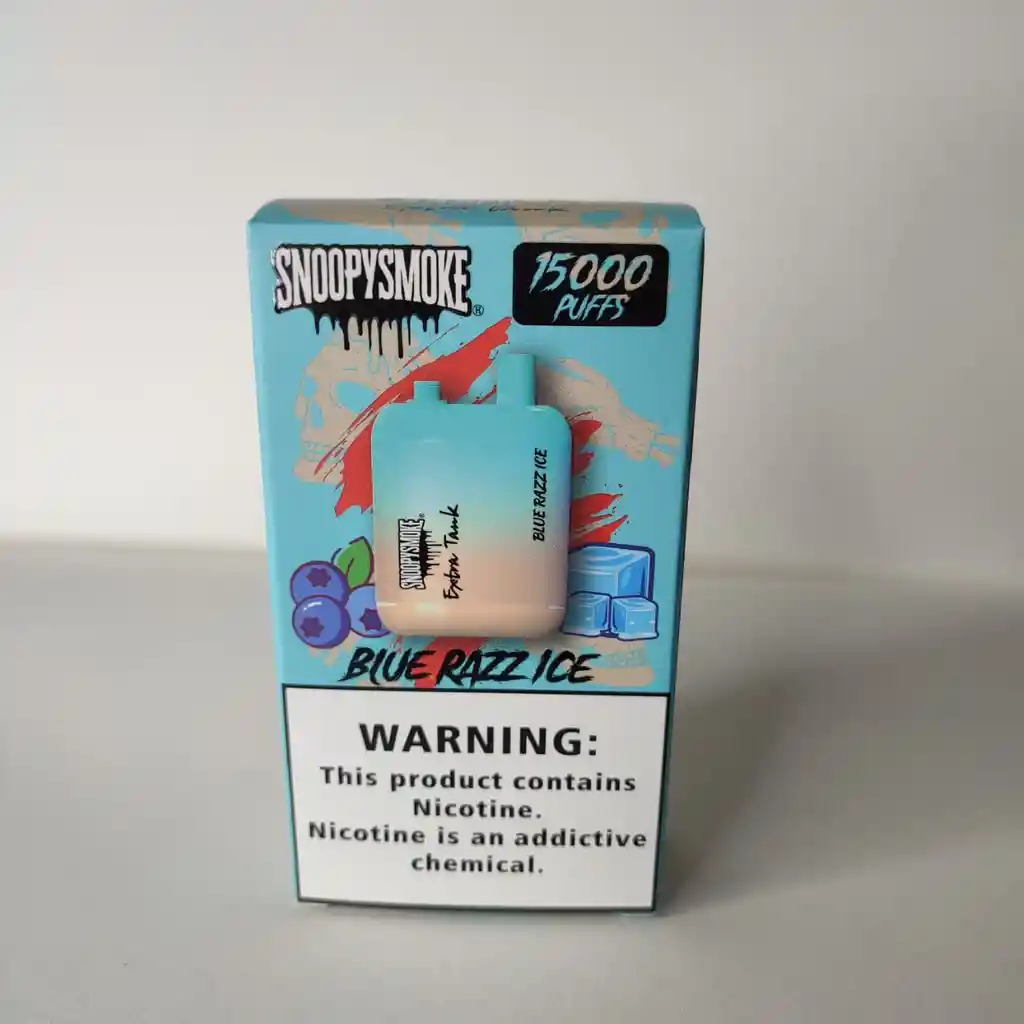 SNOOPYSMOKE®
15000
PUFFS
SNOOPYSMOKE®
Extra Tank
BLUE RAZZ ICE
BLUE RAZZ ICE
WARNING:
This product contains
Nicotine.
Nicotine is an addictive
chemical.